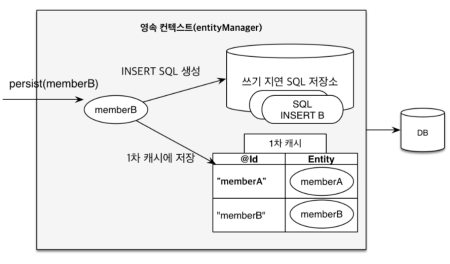 영속 컨텍스트(entityManager)
persist(memberB)
INSERT SQL 생성
쓰기 지연 SQL 저장소
memberB
SQL
INSERT B
DB
1차 캐시
1차 캐시에 저장
@Id Entity
"memberA" memberA
"memberB" memberB